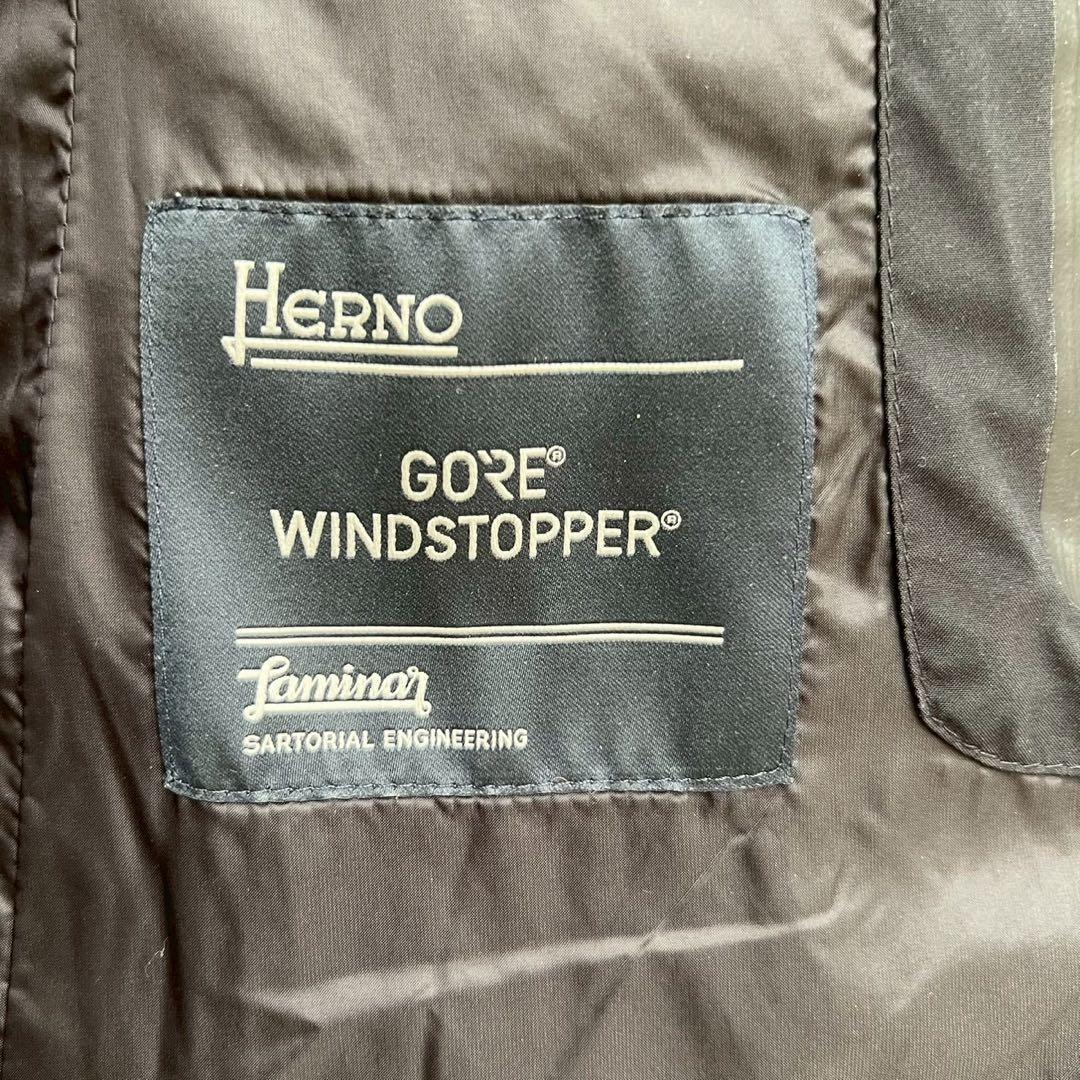 HERNO
GORE®
WINDSTOPPER®
Laminar
SARTORIAL ENGINEERING